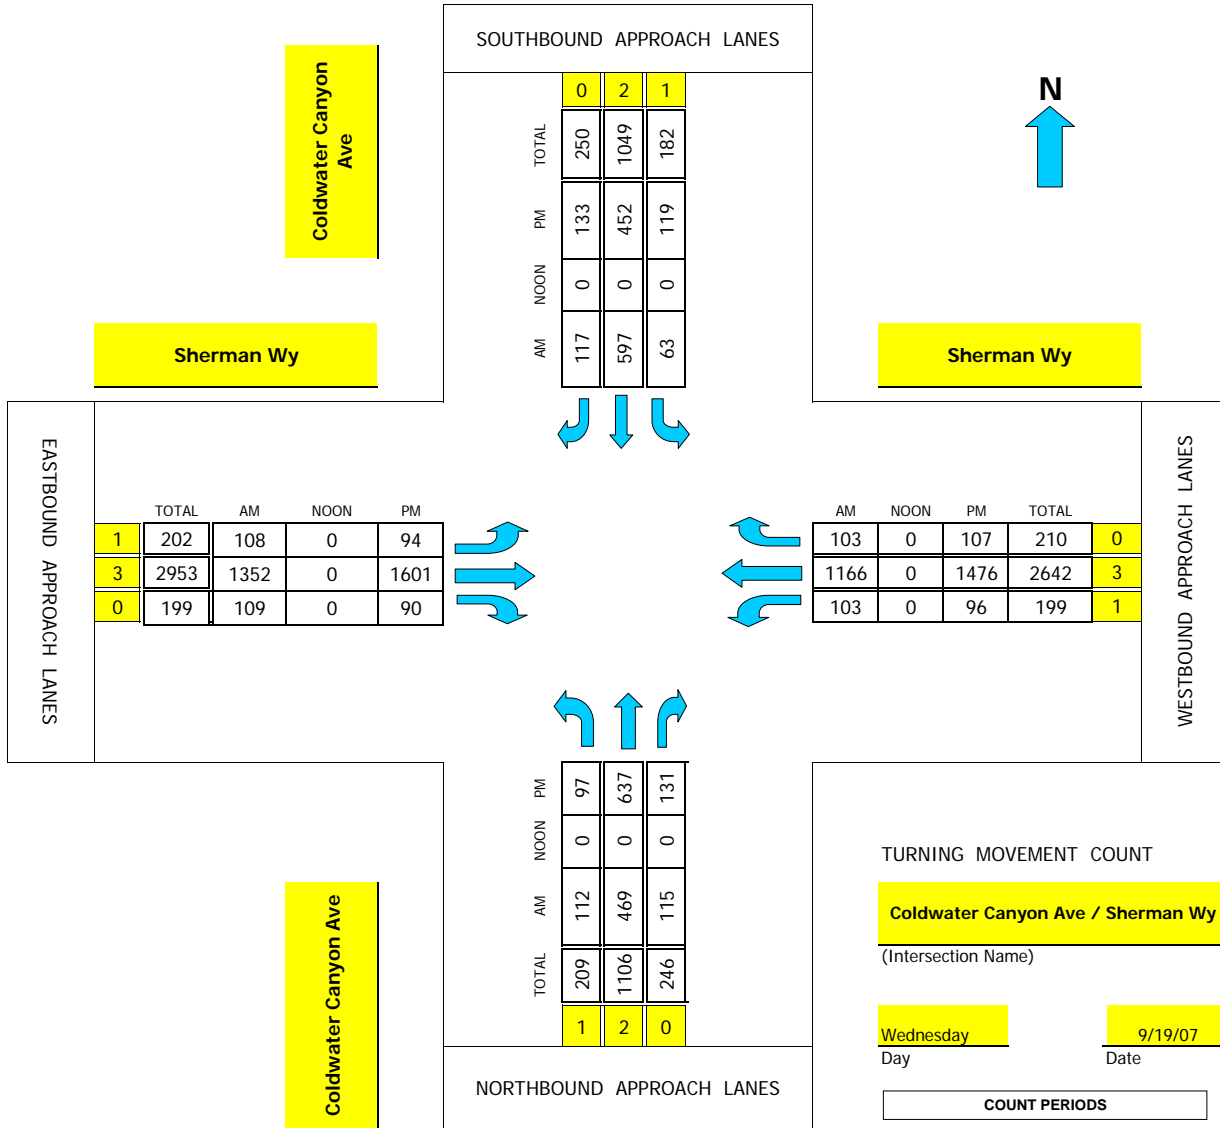 SOUTHBOUND APPROACH LANES
Coldwater Canyon
Ave
N
0 2 1
TOTAL 250 1049 182
PM 133 452 119
NOON 0 0 0
AM 117 597 63
Sherman Wy
Sherman Wy
EASTBOUND APPROACH LANES
TOTAL AM NOON PM
1 202 108 0 94
3 2953 1352 0 1601
0 199 109 0 90
AM NOON PM TOTAL
103 0 107 210 0
1166 0 1476 2642 3
103 0 96 199 1
WESTBOUND APPROACH LANES
PM 97 637 131
NOON 0 0 0
AM 112 469 115
TOTAL 209 1106 246
1 2 0
NORTHBOUND APPROACH LANES
Coldwater Canyon Ave
TURNING MOVEMENT COUNT
Coldwater Canyon Ave / Sherman Wy
(Intersection Name)
Wednesday 9/19/07
Day Date
COUNT PERIODS